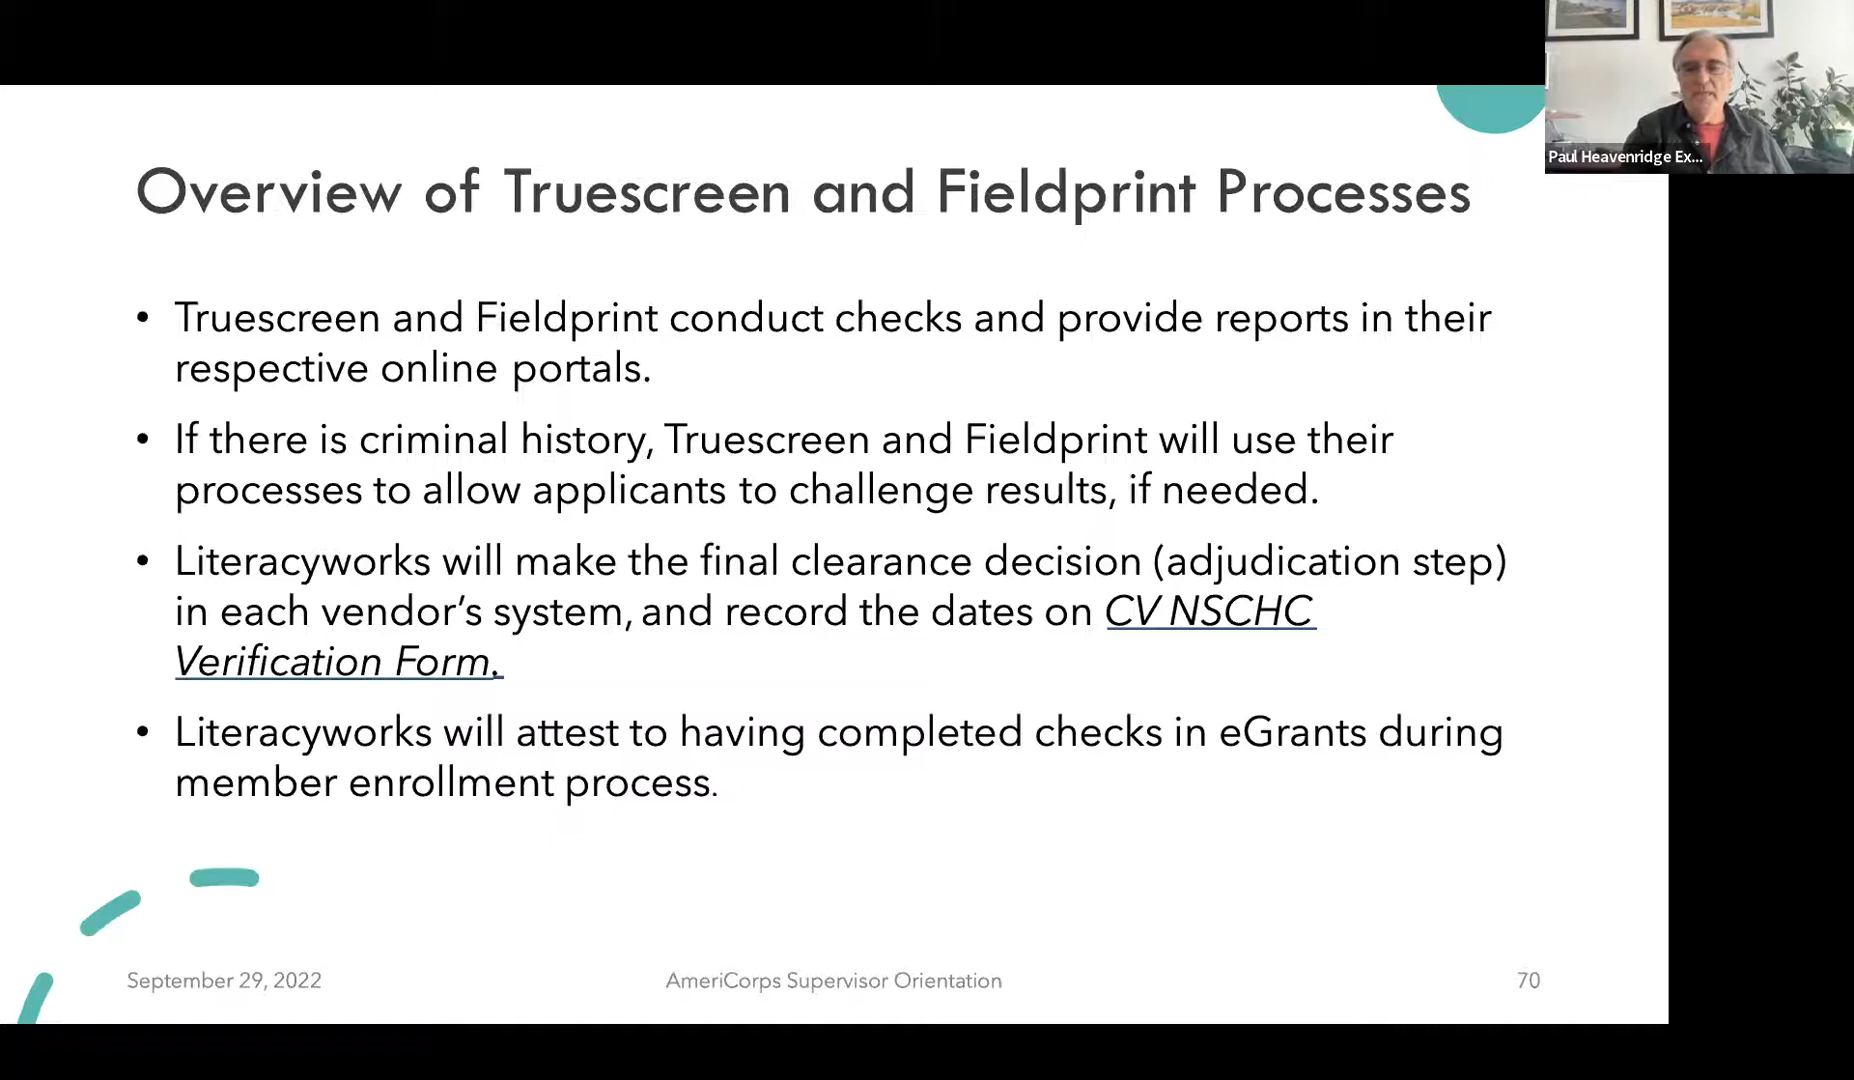 Paul Heavenridge Ex...
Overview of Truescreen and Fieldprint Processes
• Truescreen and Fieldprint conduct checks and provide reports in their
respective online portals.
• If there is criminal history, Truescreen and Fieldprint will use their
processes to allow applicants to challenge results, if needed.
• Literacyworks will make the final clearance decision (adjudication step)
in each vendor’s system, and record the dates on CV NSCHC
Verification Form.
• Literacyworks will attest to having completed checks in eGrants during
member enrollment process.
September 29, 2022
AmeriCorps Supervisor Orientation
70